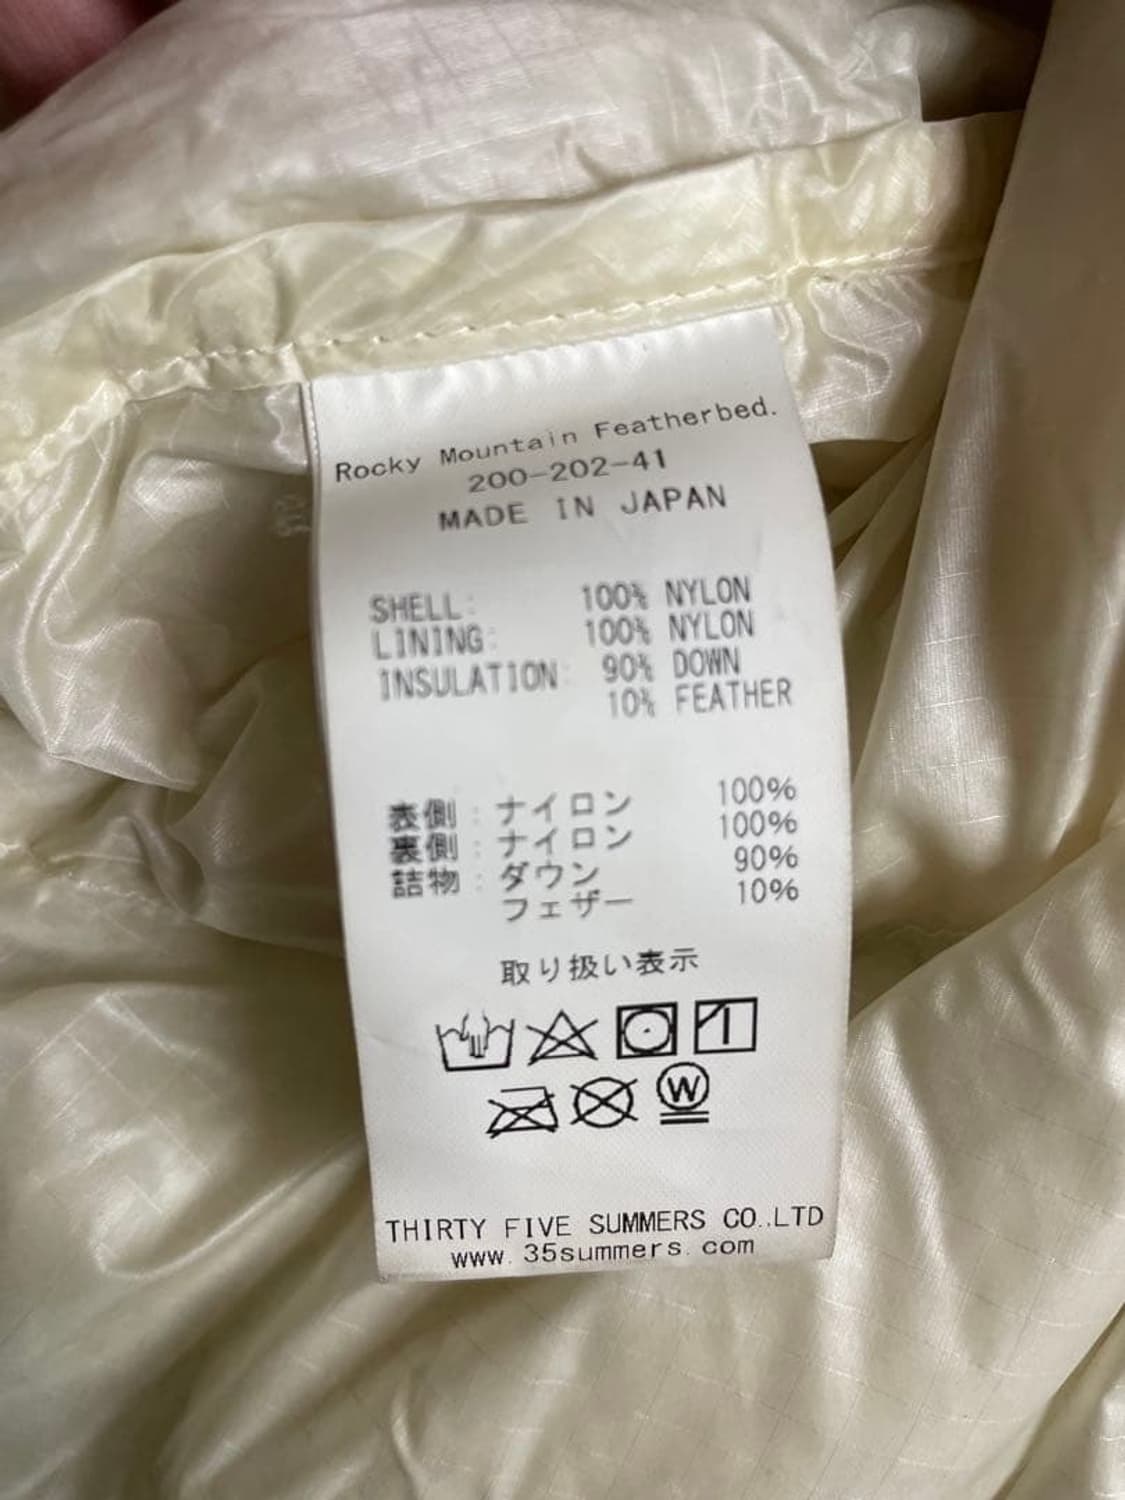 Rocky Mountain Featherbed.
200-202-41
MADE IN JAPAN
SHELL: 100% NYLON
LINING: 100% NYLON
INSULATION: 90% DOWN
10% FEATHER
表側 : ナイロン 100%
裏側 : ナイロン 100%
詰物 : ダウン 90%
フェザー 10%
取り扱い表示
W
THIRTY FIVE SUMMERS CO.,LTD
www.35summers.com